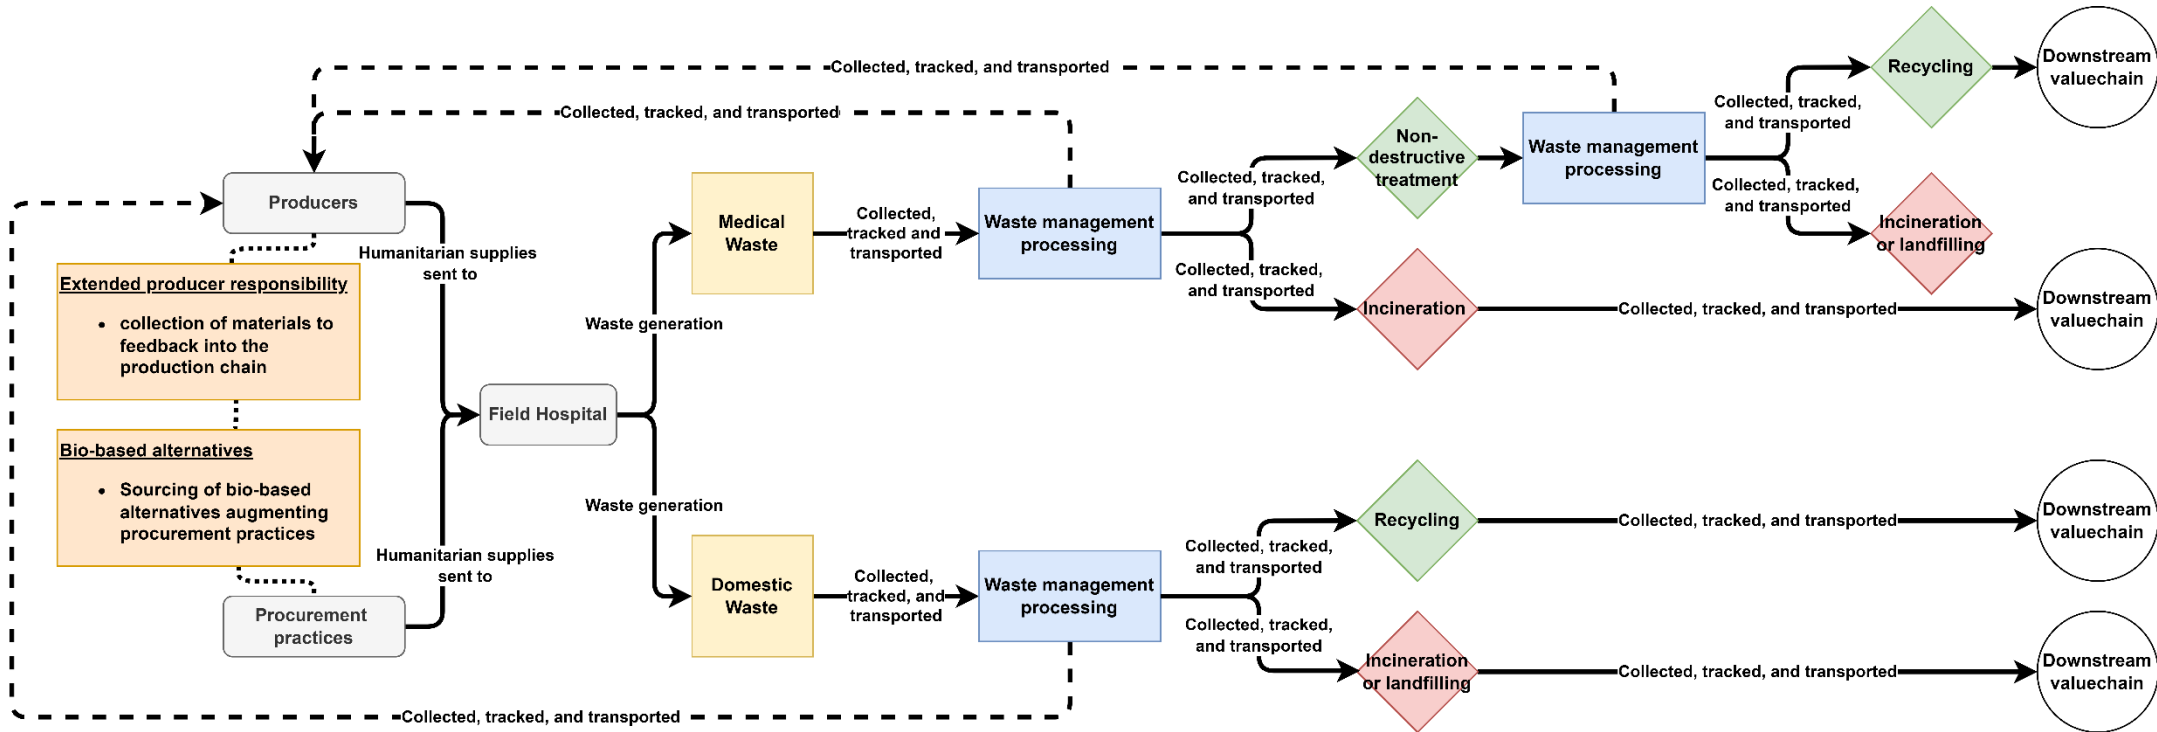 Collected, tracked, and transported
Collected, tracked, and transported
Producers
Extended producer responsibility
• collection of materials to
feedback into the
production chain
Bio-based alternatives
• Sourcing of bio-based
alternatives augmenting
procurement practices
Procurement
practices
Humanitarian supplies
sent to
Humanitarian supplies
sent to
Field Hospital
Waste generation
Waste generation
Medical
Waste
Collected,
tracked and
transported
Waste management
processing
Collected, tracked,
and transported
Collected, tracked,
and transported
Non-
destructive
treatment
Incineration
Waste management
processing
Collected, tracked,
and transported
Collected, tracked,
and transported
Recycling
Incineration
or landfilling
Downstream
valuechain
Collected, tracked, and transported
Downstream
valuechain
Domestic
Waste
Collected,
tracked, and
transported
Waste management
processing
Collected, tracked,
and transported
Collected, tracked,
and transported
Recycling
Collected, tracked, and transported
Downstream
valuechain
Incineration
or landfilling
Collected, tracked, and transported
Downstream
valuechain
Collected, tracked, and transported